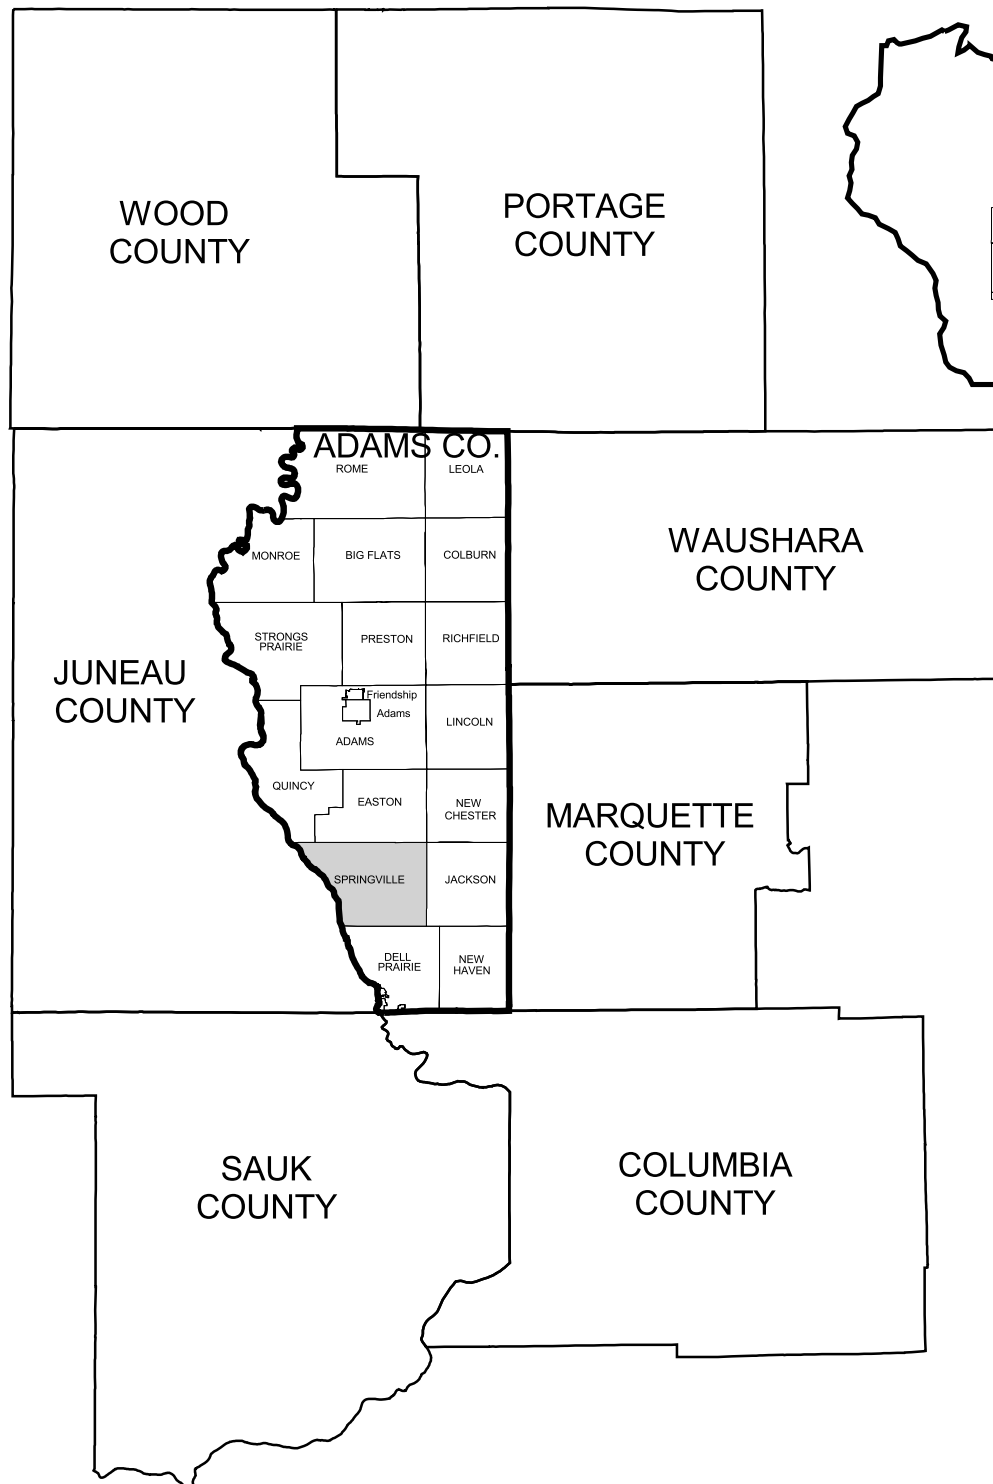 WOOD
COUNTY
PORTAGE
COUNTY
ADAMS CO.
ROME
LEOLA
MONROE
BIG FLATS
COLBURN
WAUSHARA
COUNTY
STRONGS
PRAIRIE
PRESTON
RICHFIELD
JUNEAU
COUNTY
Friendship
Adams
ADAMS
LINCOLN
QUINCY
EASTON
NEW
CHESTER
MARQUETTE
COUNTY
SPRINGVILLE
JACKSON
DELL
PRAIRIE
NEW
HAVEN
SAUK
COUNTY
COLUMBIA
COUNTY